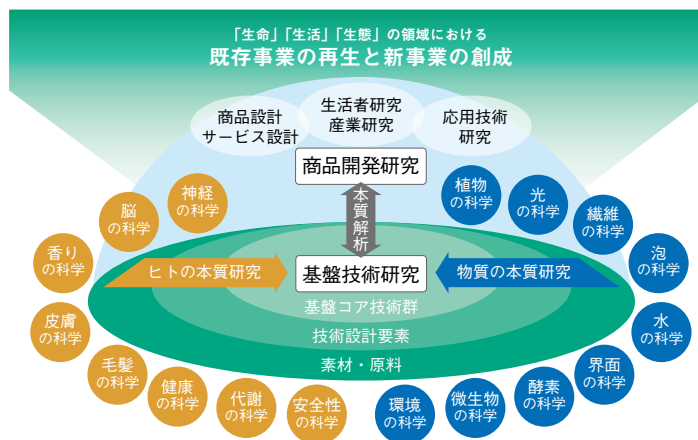 「生命」「生活」「生態」の領域における
既存事業の再生と新事業の創成
商品設計
サービス設計
生活者研究
産業研究
応用技術
研究
商品開発研究
本質解析
神経
の科学
脳
の科学
香り
の科学
皮膚
の科学
毛髪
の科学
健康
の科学
代謝
の科学
安全性
の科学
植物
の科学
光
の科学
繊維
の科学
泡
の科学
水
の科学
界面
の科学
酵素
の科学
微生物
の科学
環境
の科学
ヒトの本質研究
基盤技術研究
物質の本質研究
基盤コア技術群
技術設計要素
素材・原料